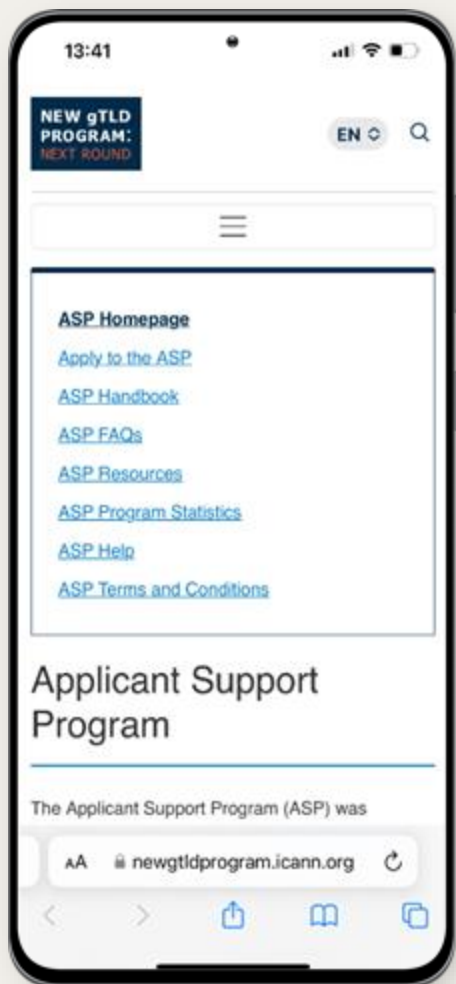 13:41
NEW gTLD
PROGRAM:
NEXT ROUND
EN
ASP Homepage
Apply to the ASP
ASP Handbook
ASP FAQs
ASP Resources
ASP Program Statistics
ASP Help
ASP Terms and Conditions
Applicant Support
Program
The Applicant Support Program (ASP) was
AA newgtldprogram.icann.org